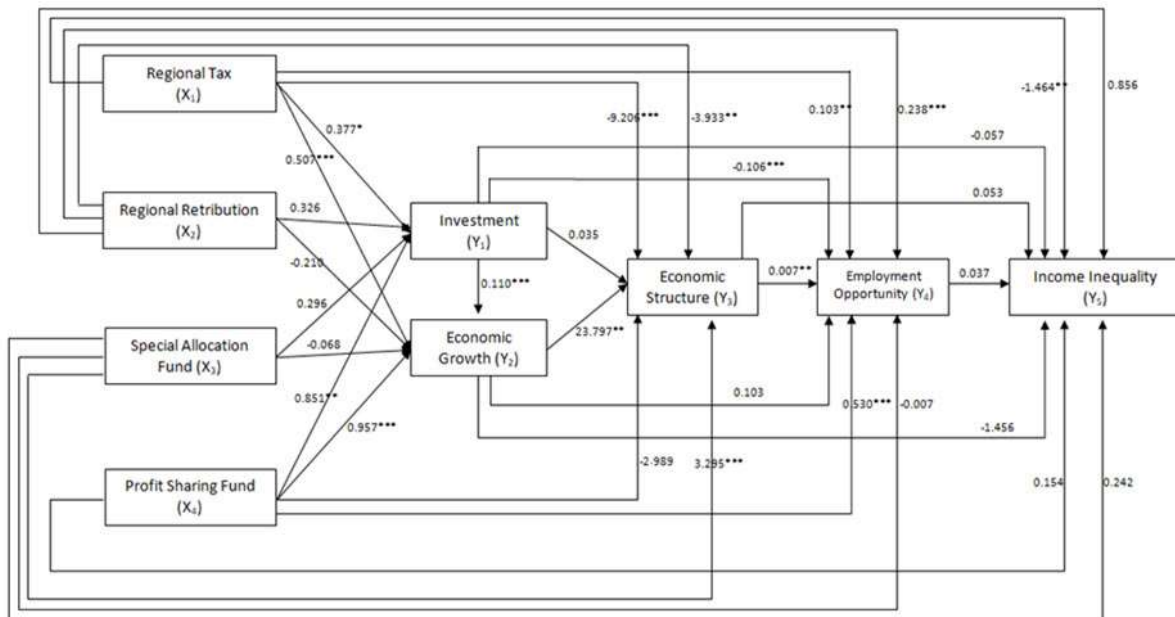 Regional Tax
(X₁)
0.856
-1.464**
-9.206***
-3.933**
0.103**
0.238***
0.377*
-0.057
0.507***
-0.106***
Regional Retribution
(X₂)
0.326
Investment
(Y₁)
0.053
0.035
-0.210
Economic
Structure (Y₃)
0.007**
Employment
Opportunity (Y₄)
0.037
Income Inequality
(Y₅)
0.110***
0.296
Special Allocation
Fund (X₃)
-0.068
Economic
Growth (Y₂)
23.797**
0.851**
0.103
0.530***
-0.007
0.957***
-1.456
-2.989
3.295***
Profit Sharing Fund
(X₄)
0.154
0.242